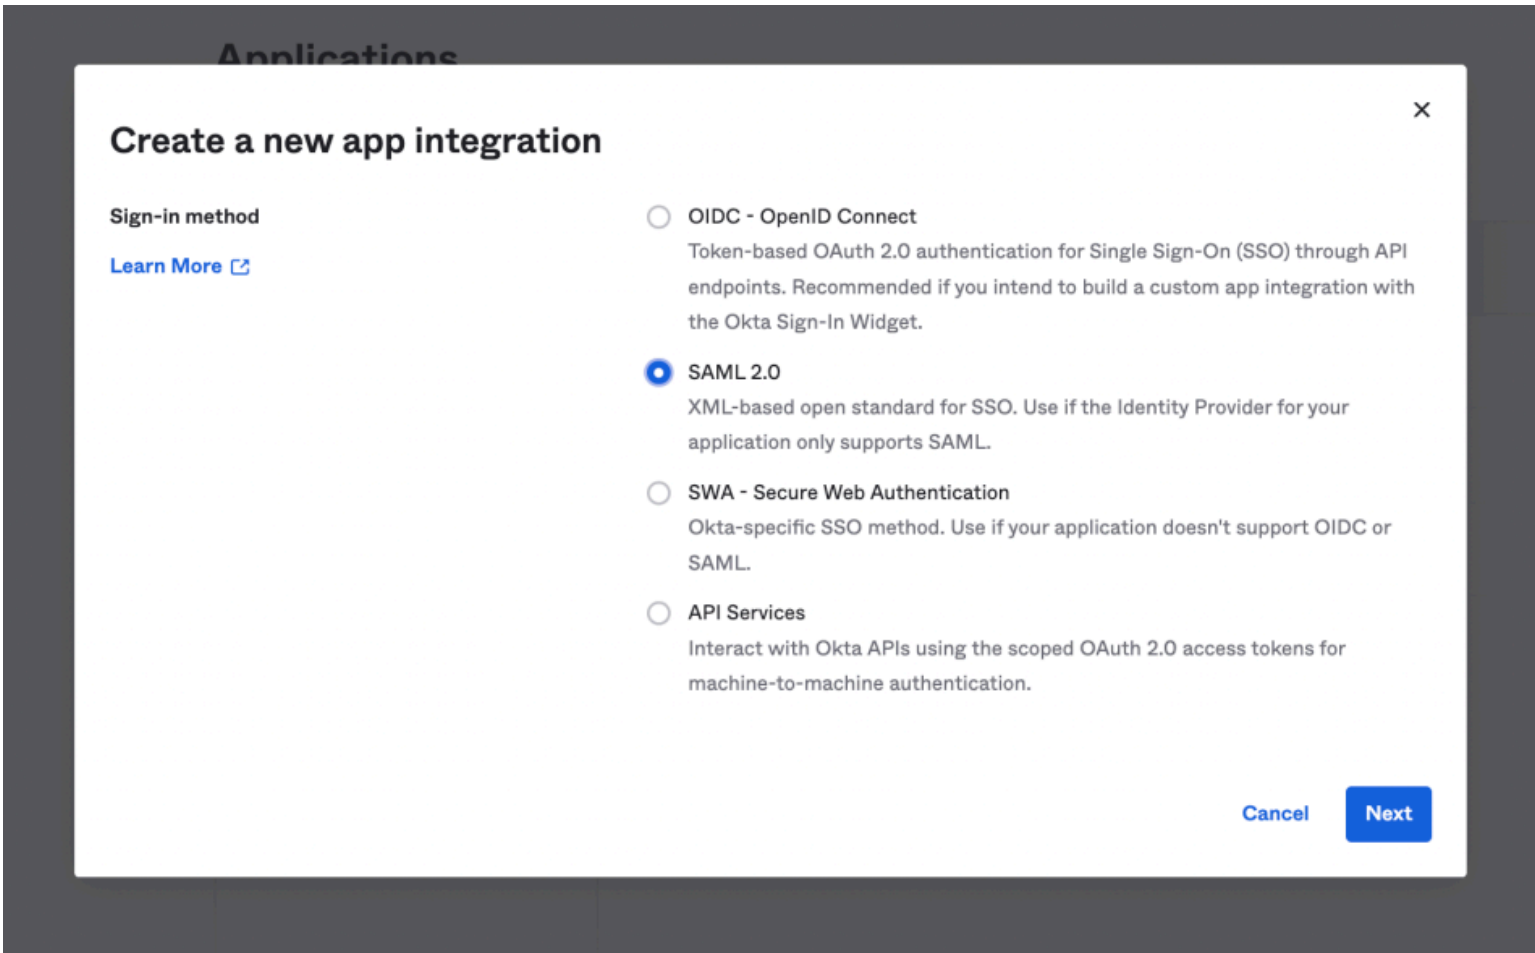 Applications
Create a new app integration
Sign-in method
Learn More
OIDC - OpenID Connect
Token-based OAuth 2.0 authentication for Single Sign-On (SSO) through API
endpoints. Recommended if you intend to build a custom app integration with
the Okta Sign-In Widget.
SAML 2.0
XML-based open standard for SSO. Use if the Identity Provider for your
application only supports SAML.
SWA - Secure Web Authentication
Okta-specific SSO method. Use if your application doesn't support OIDC or
SAML.
API Services
Interact with Okta APIs using the scoped OAuth 2.0 access tokens for
machine-to-machine authentication.
Cancel
Next